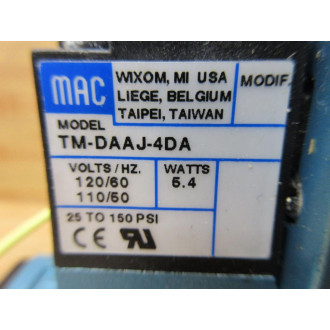 MAC
WIXOM, MI USA
LIEGE, BELGIUM
TAIPEI, TAIWAN
MODIF.
MODEL
TM-DAAJ-4DA
VOLTS/HZ.
120/60
110/50
WATTS
5.4
25 TO 150 PSI
CE RU